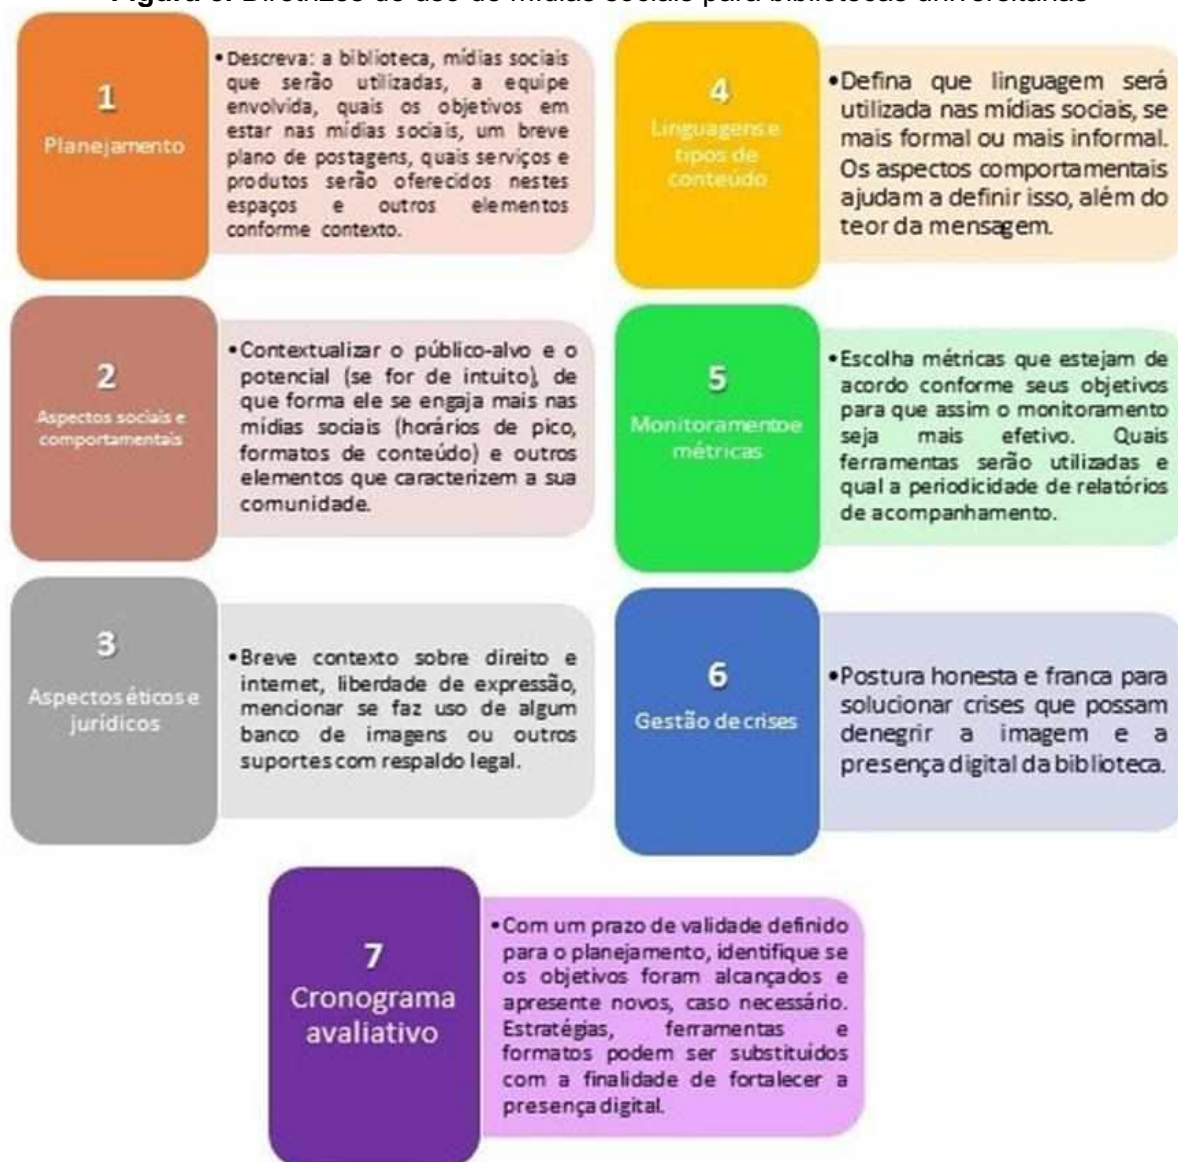 Diretrizes de uso de mídias sociais para bibliotecas universitárias
1
Planejamento
•Descreva: a biblioteca, mídias sociais
que serão utilizadas, a equipe
envolvida, quais os objetivos em
estar nas mídias sociais, um breve
plano de postagens, quais serviços e
produtos serão oferecidos nestes
espaços e outros elementos
conforme contexto.
2
Aspectos sociais e
comportamentais
•Contextualizar o público-alvo e o
potencial (se for de intuito), de
que forma ele se engaja mais nas
mídias sociais (horários de pico,
formatos de conteúdo) e outros
elementos que caracterizem a sua
comunidade.
3
Aspectos éticos e
jurídicos
•Breve contexto sobre direito e
internet, liberdade de expressão,
mencionar se faz uso de algum
banco de imagens ou outros
suportes com respaldo legal.
4
Linguagens e
tipos de
conteúdo
•Defina que linguagem será
utilizada nas mídias sociais, se
mais formal ou mais informal.
Os aspectos comportamentais
ajudam a definir isso, além do
teor da mensagem.
5
Monitoramento e
métricas
•Escolha métricas que estejam de
acordo conforme seus objetivos
para que assim o monitoramento
seja mais efetivo. Quais
ferramentas serão utilizadas e
qual a periodicidade de relatórios
de acompanhamento.
6
Gestão de crises
•Postura honesta e franca para
solucionar crises que possam
denegrir a imagem e a
presença digital da biblioteca.
7
Cronograma
avaliativo
•Com um prazo de validade definido
para o planejamento, identifique se
os objetivos foram alcançados e
apresente novos, caso necessário.
Estratégias, ferramentas e
formatos podem ser substituídos
com a finalidade de fortalecer a
presença digital.